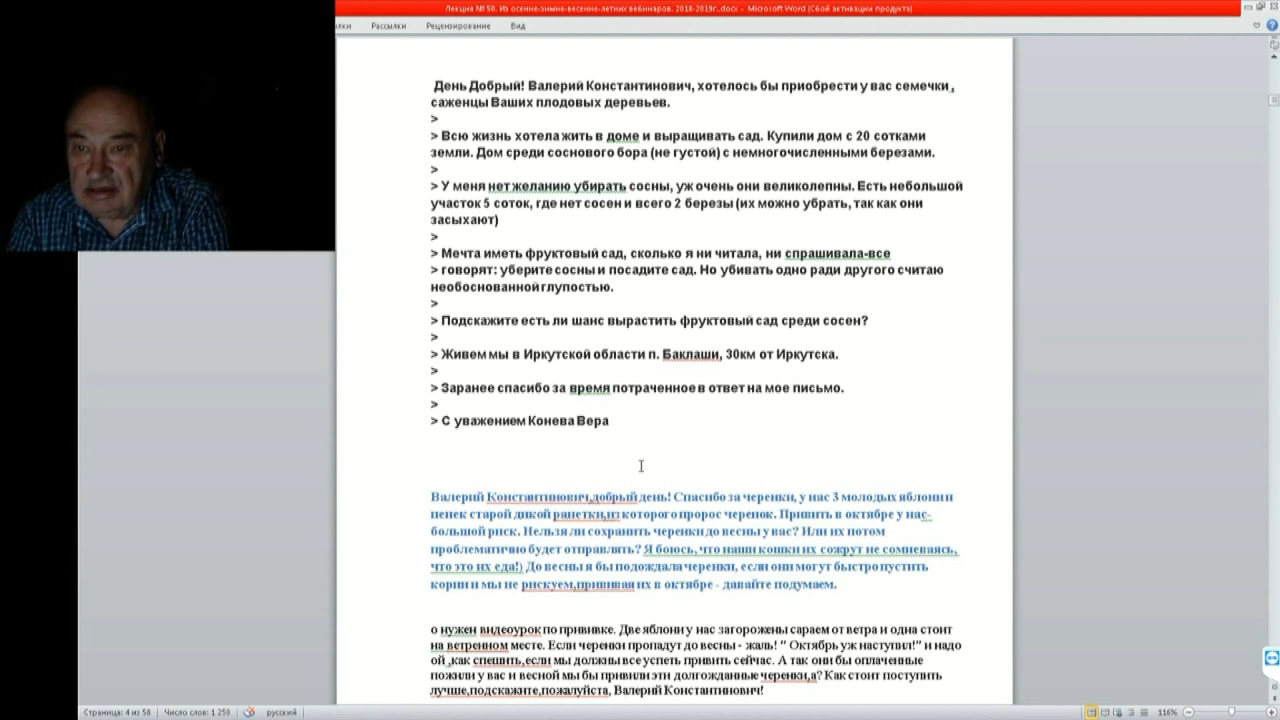 Лекция № 58. Из осенне-зимне-весенне-летних вебинаров. 2018-2019г..docx - Microsoft Word (Сбой активации продукта)
лки Рассылки Рецензирование Вид
День Добрый! Валерий Константинович, хотелось бы приобрести у вас семечки ,
саженцы Ваших плодовых деревьев.
>
> Всю жизнь хотела жить в доме и выращивать сад. Купили дом с 20 сотками
земли. Дом среди соснового бора (не густой) с немногочисленными березами.
>
> У меня нет желанию убирать сосны, уж очень они великолепны. Есть небольшой
участок 5 соток, где нет сосен и всего 2 березы (их можно убрать, так как они
засыхают)
>
> Мечта иметь фруктовый сад, сколько я ни читала, ни спрашивала-все
> говорят: уберите сосны и посадите сад. Но убивать одно ради другого считаю
необоснованной глупостью.
>
> Подскажите есть ли шанс вырастить фруктовый сад среди сосен?
>
> Живем мы в Иркутской области п. Баклаши, 30км от Иркутска.
>
> Заранее спасибо за время потраченное в ответ на мое письмо.
>
> С уважением Конева Вера
Валерий Константинович,добрый день! Спасибо за черенки, у нас 3 молодых яблони и
пенек старой дикой ранетки,из которого пророс черенок. Привить в октябре у нас-
большой риск. Нельзя ли сохранить черенки до весны у вас? Или их потом
проблематично будет отправлять? Я боюсь, что наши кошки их сожрут не сомневаясь,
что это их еда!) До весны я бы подождала черенки, если они могут быстро пустить
корни и мы не рискуем,прививая их в октябре - давайте подумаем.
о нужен видеоурок по прививке. Две яблони у нас загорожены сараем от ветра и одна стоит
на ветренном месте. Если черенки пропадут до весны - жаль! " Октябрь уж наступил!" и надо
ой ,как спешить,если мы должны все успеть привить сейчас. А так они бы оплаченные
пожили у вас и весной мы бы привили эти долгожданные черенки,а? Как стоит поступить
лучше,подскажите,пожалуйста, Валерий Константинович!
Страница: 4 из 58 Число слов: 1 250 русский 116%